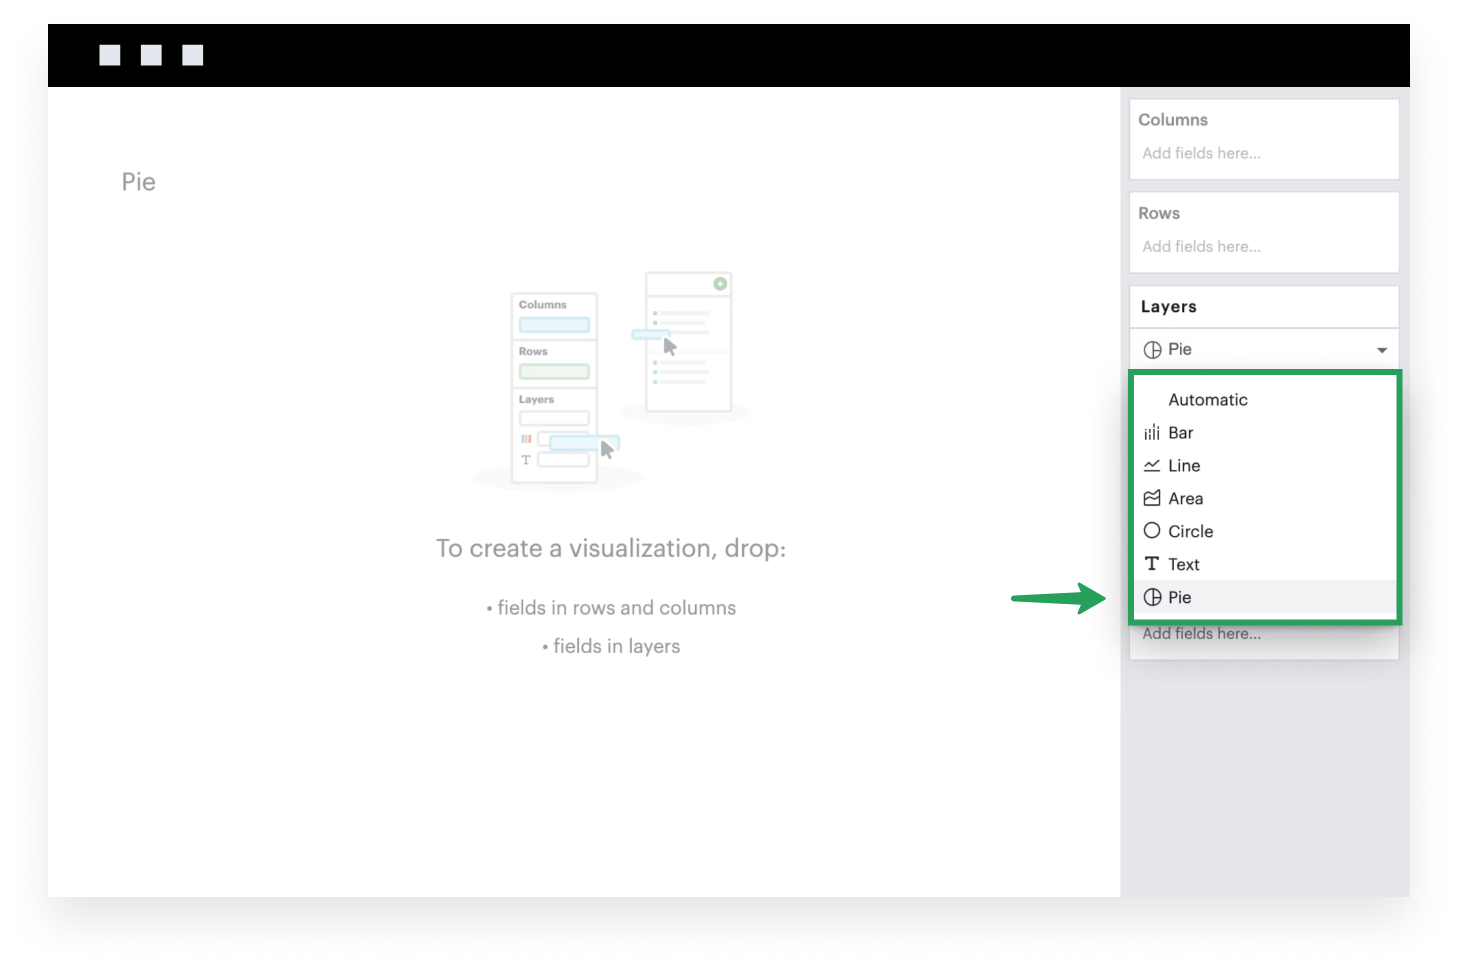 Pie
Columns
Rows
Layers
T
To create a visualization, drop:
• fields in rows and columns
• fields in layers
Columns
Add fields here...
Rows
Add fields here...
Layers
Pie
Automatic
Bar
Line
Area
Circle
T Text
Pie
Add fields here...